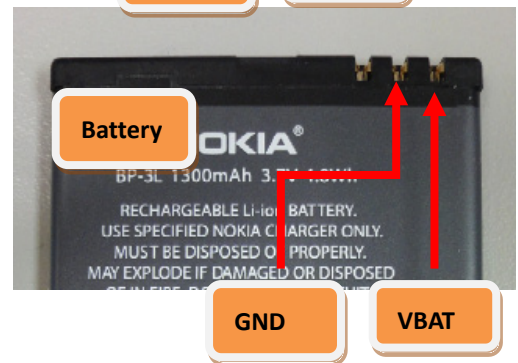 Battery
OKIA®
BP-3L 1300mAh 3.7V 4.8Wh
RECHARGEABLE Li-ion BATTERY.
USE SPECIFIED NOKIA CHARGER ONLY.
MUST BE DISPOSED OF PROPERLY.
MAY EXPLODE IF DAMAGED OR DISPOSED
GND
VBAT